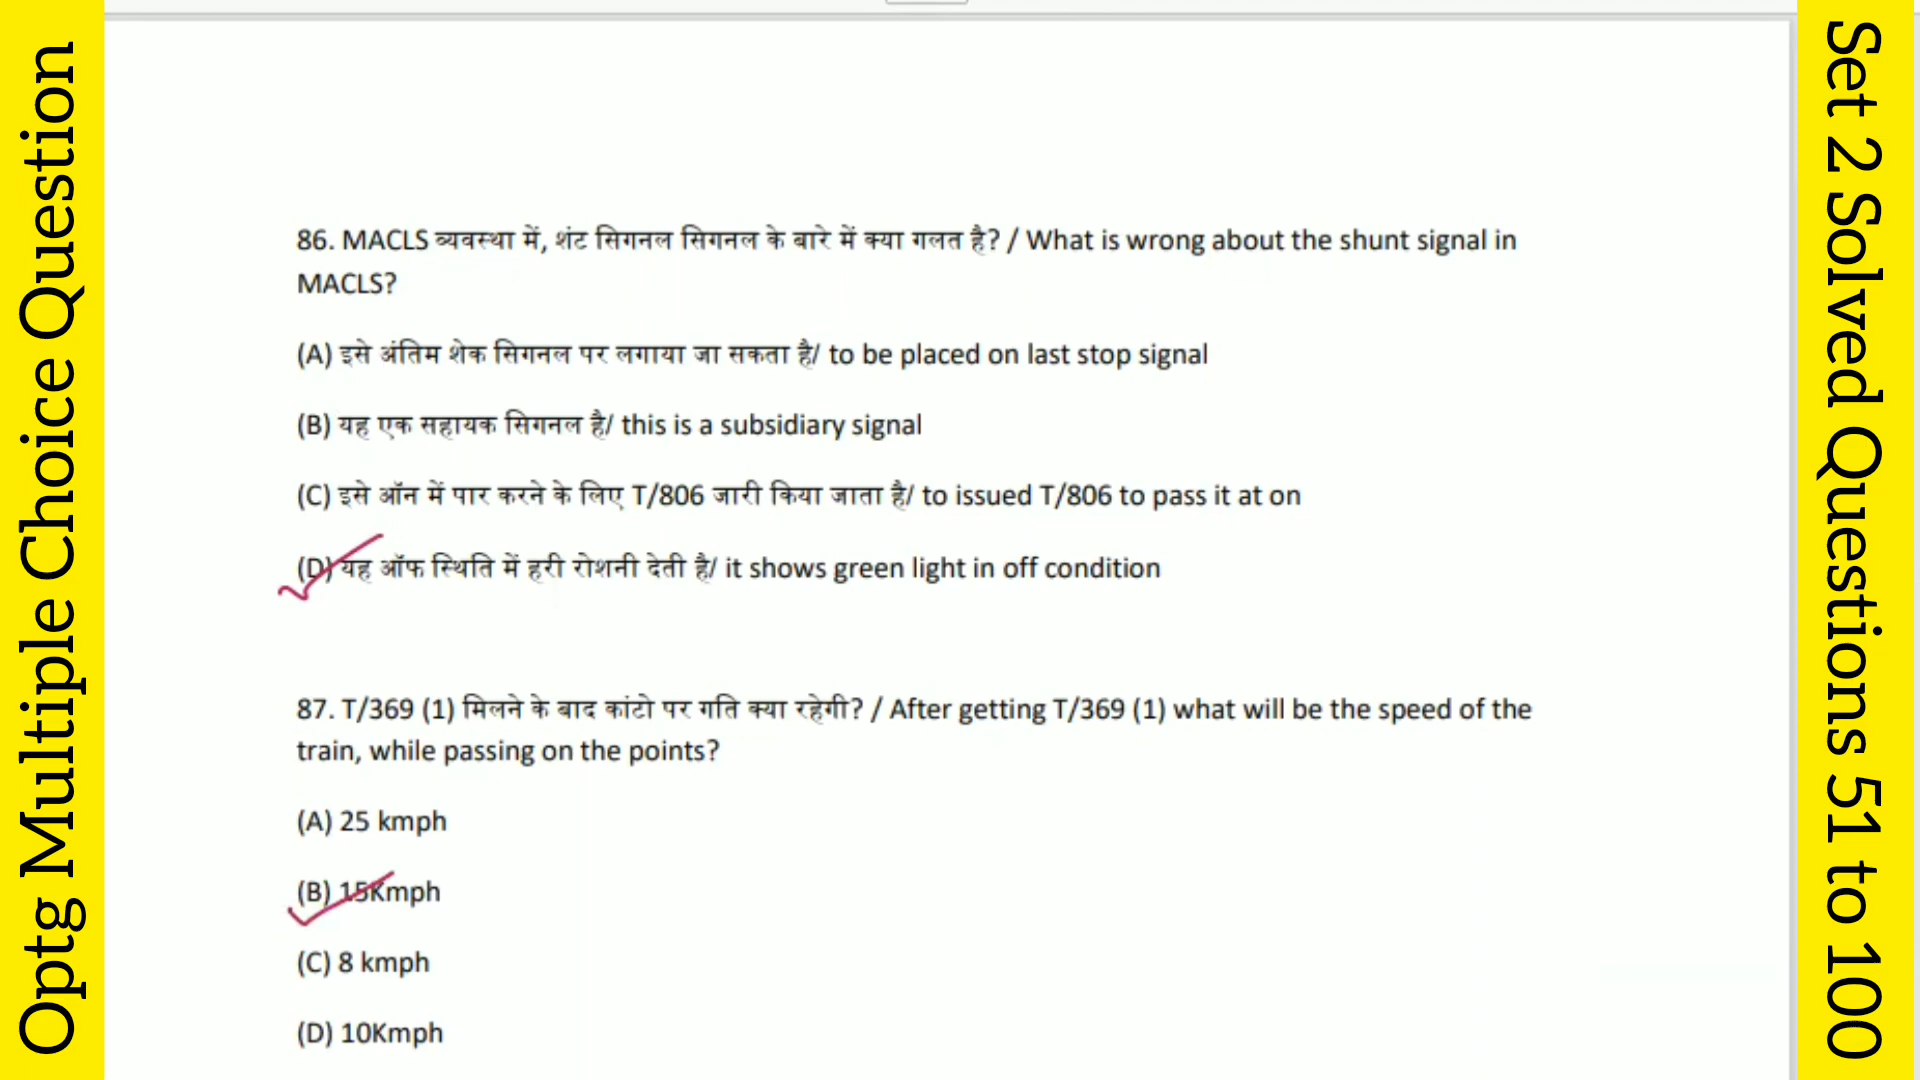 Optg Multiple Choice Question
86. MACLS व्यवस्था में, शंट सिगनल सिगनल के बारे में क्या गलत है? / What is wrong about the shunt signal in
MACLS?
(A) इसे अंतिम शेक सिगनल पर लगाया जा सकता है/ to be placed on last stop signal
(B) यह एक सहायक सिगनल है/ this is a subsidiary signal
(C) इसे ऑन में पार करने के लिए T/806 जारी किया जाता है/ to issued T/806 to pass it at on
(D) यह ऑफ स्थिति में हरी रोशनी देती है/ it shows green light in off condition
87. T/369 (1) मिलने के बाद कांटो पर गति क्या रहेगी? / After getting T/369 (1) what will be the speed of the
train, while passing on the points?
(A) 25 kmph
(B) 15Kmph
(C) 8 kmph
(D) 10Kmph
Set 2 Solved Questions 51 to 100